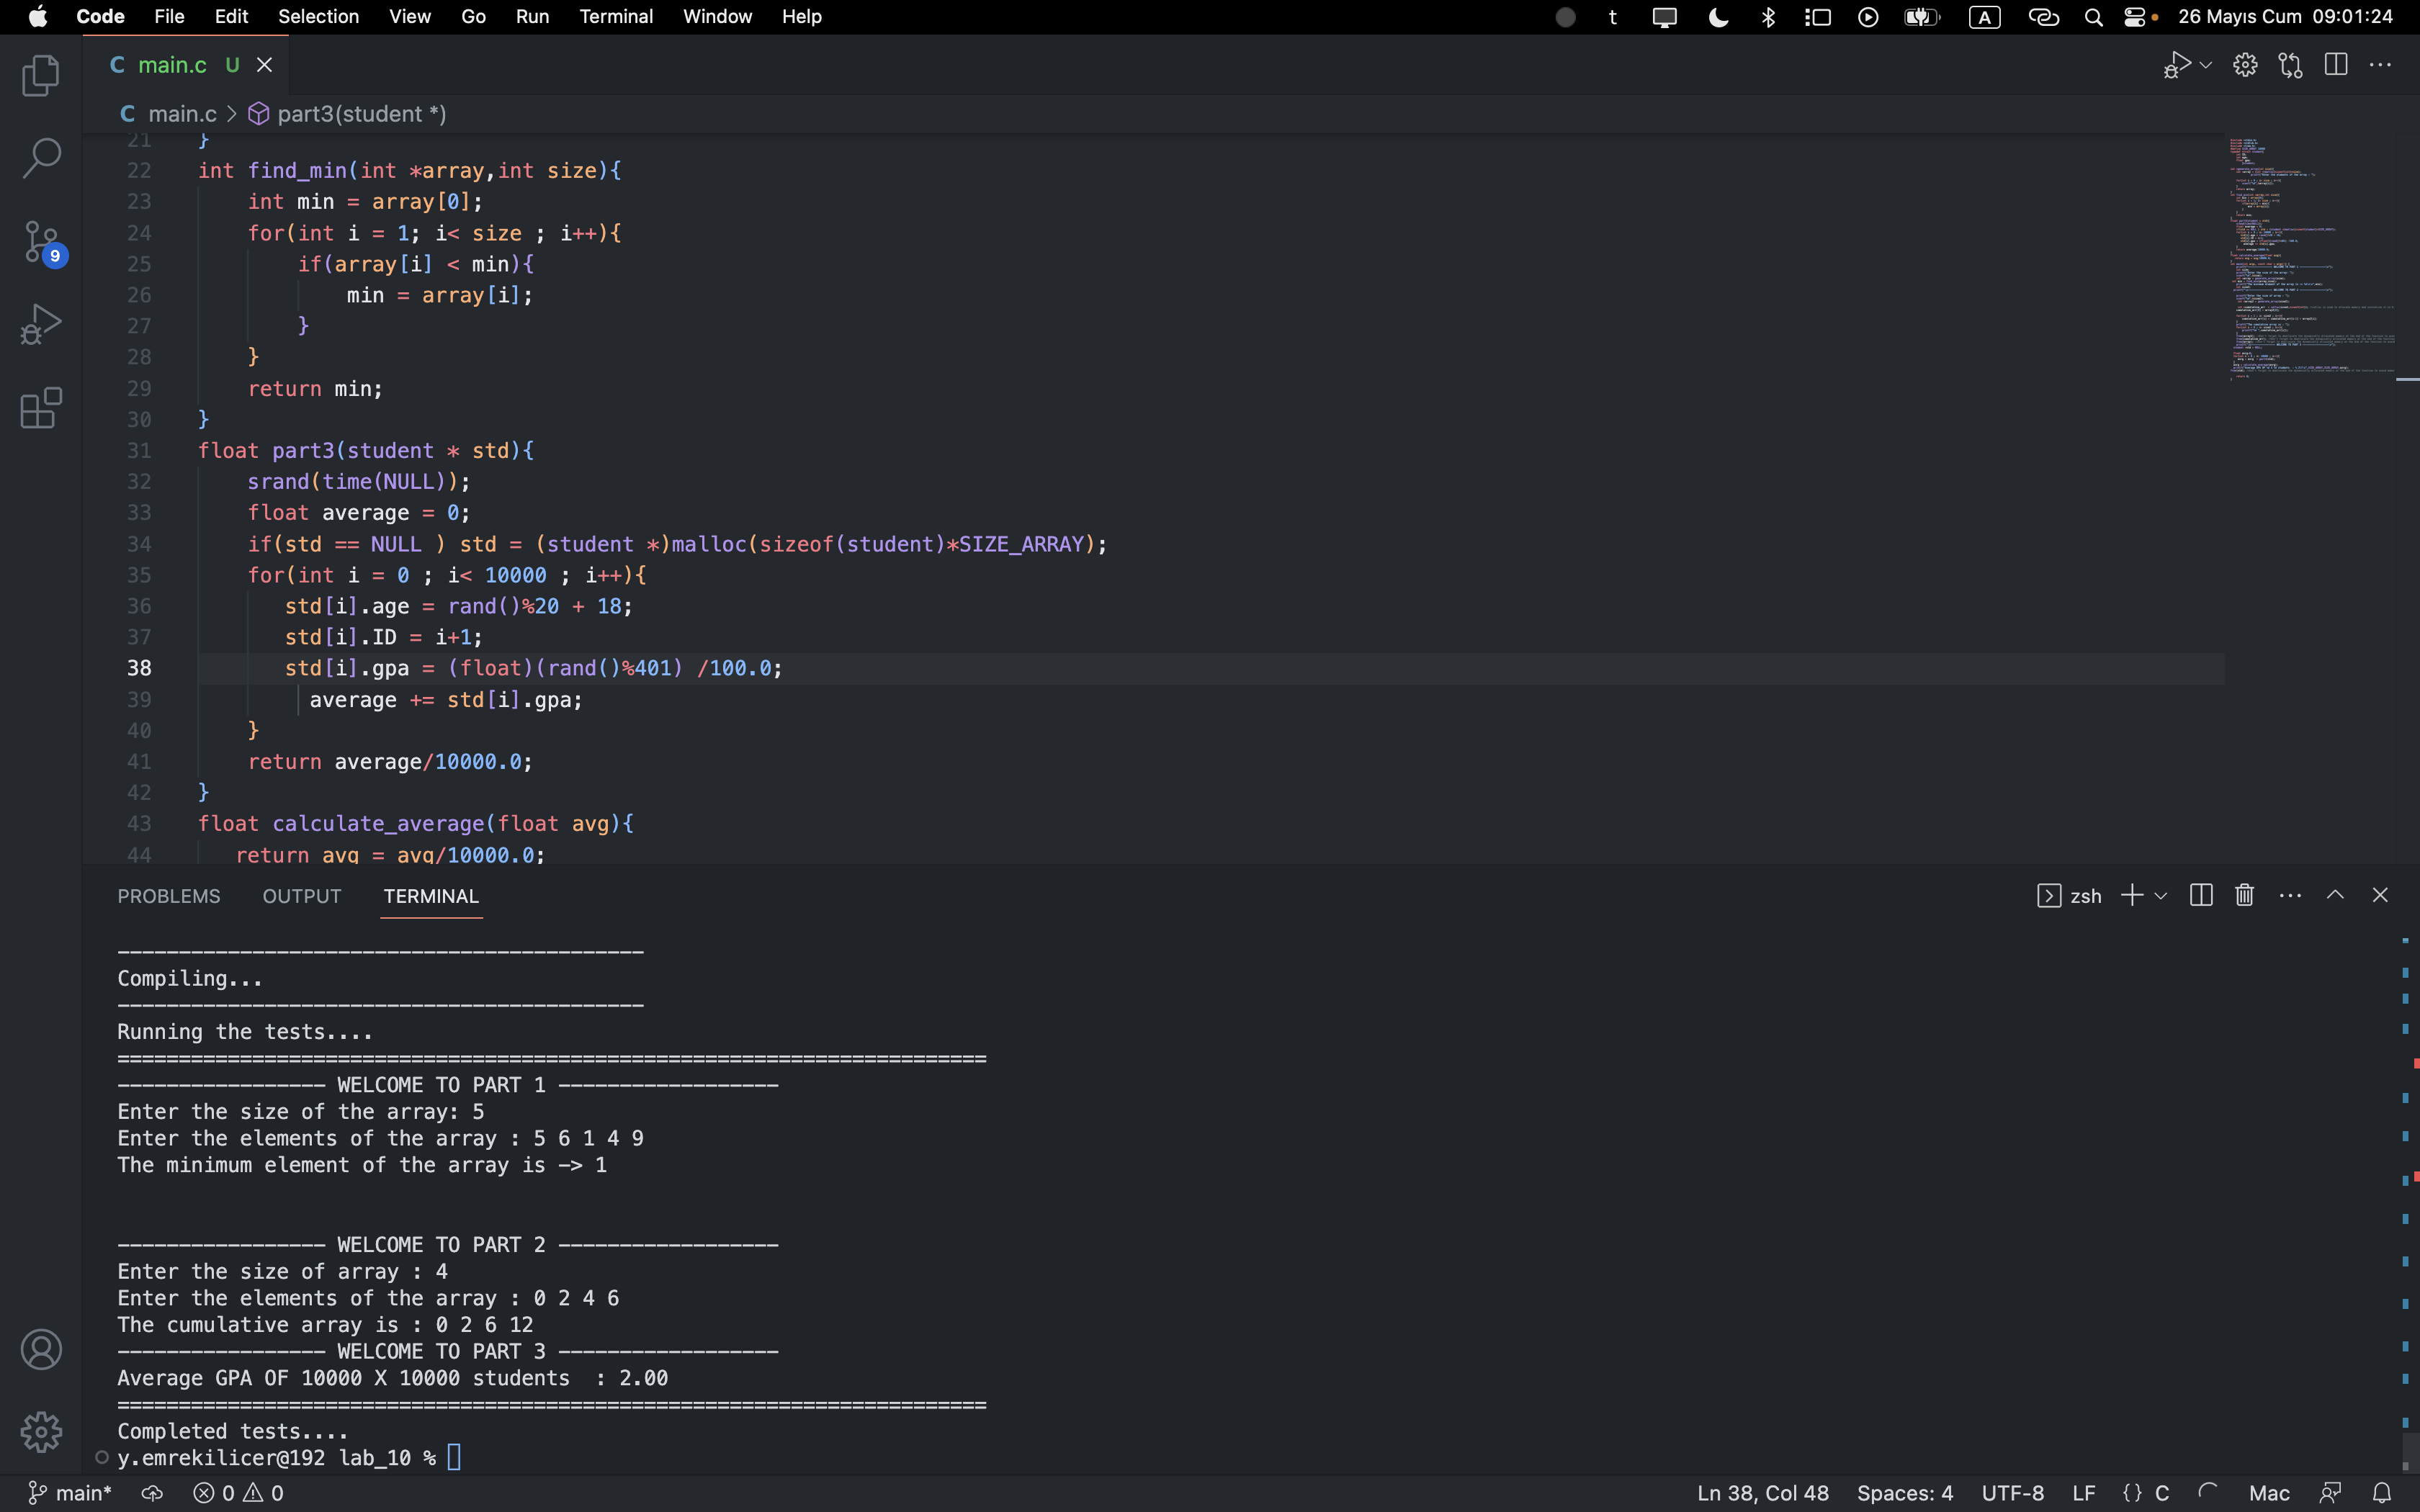 Code File Edit Selection View Go Run Terminal Window Help t A 26 Mayıs Cum 09:01:24
C main.c U
C main.c > part3(student *)
21 }
22 int find_min(int *array,int size){
23 int min = array[0];
24 for(int i = 1; i< size ; i++){
25 if(array[i] < min){
26 min = array[i];
27 }
28 }
29 return min;
30 }
31 float part3(student * std){
32 srand(time(NULL));
33 float average = 0;
34 if(std == NULL ) std = (student *)malloc(sizeof(student)*SIZE_ARRAY);
35 for(int i = 0 ; i< 10000 ; i++){
36 std[i].age = rand()%20 + 18;
37 std[i].ID = i+1;
38 std[i].gpa = (float)(rand()%401) /100.0;
39 average += std[i].gpa;
40 }
41 return average/10000.0;
42 }
43 float calculate_average(float avg){
44 return avg = avg/10000.0;
9
PROBLEMS OUTPUT TERMINAL zsh
-------------------------------------------
Compiling...
-------------------------------------------
Running the tests....
=======================================================================
----------------- WELCOME TO PART 1 ------------------
Enter the size of the array: 5
Enter the elements of the array : 5 6 1 4 9
The minimum element of the array is -> 1
----------------- WELCOME TO PART 2 ------------------
Enter the size of array : 4
Enter the elements of the array : 0 2 4 6
The cumulative array is : 0 2 6 12
----------------- WELCOME TO PART 3 ------------------
Average GPA OF 10000 X 10000 students  : 2.00
=======================================================================
Completed tests....
y.emrekilicer@192 lab_10 %
main* 0 0 Ln 38, Col 48 Spaces: 4 UTF-8 LF {} C Mac